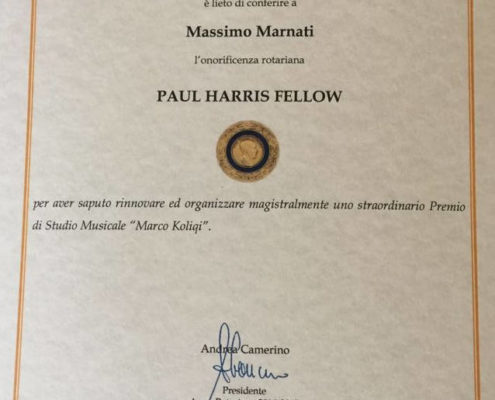 è lieto di conferire a
Massimo Marnati
l'onorificenza rotariana
PAUL HARRIS FELLOW
per aver saputo rinnovare ed organizzare magistralmente uno straordinario Premio
di Studio Musicale “Marco Koliqi”.
Andrea Camerino
Presidente